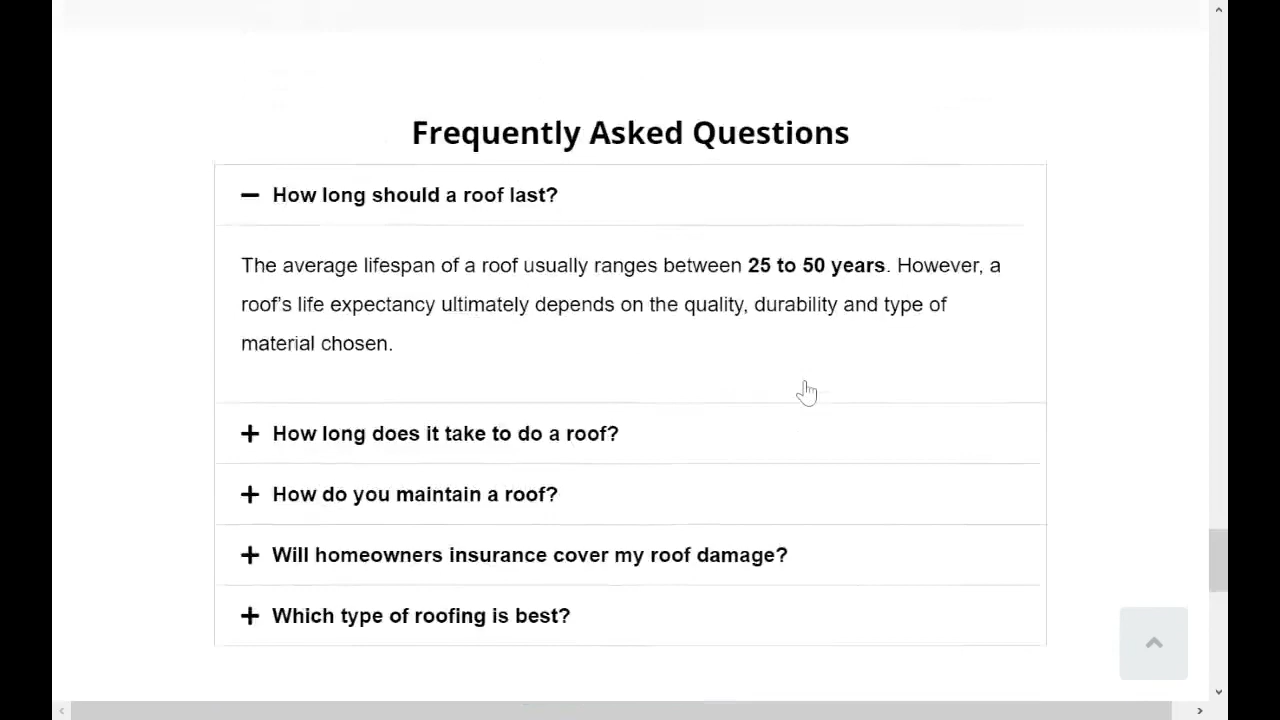 Frequently Asked Questions
How long should a roof last?
The average lifespan of a roof usually ranges between 25 to 50 years. However, a
roof's life expectancy ultimately depends on the quality, durability and type of
material chosen.
How long does it take to do a roof?
How do you maintain a roof?
Will homeowners insurance cover my roof damage?
Which type of roofing is best?